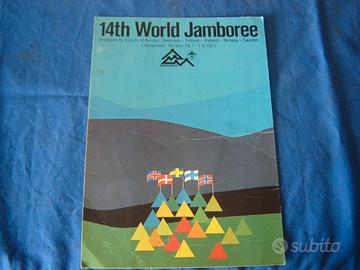 14th World Jamboree
Arranged by Scouts of Norden, Denmark - Finland - Iceland - Norway - Sweden
Lillehammer, Norway 29.7. - 7.8. 1975
subito